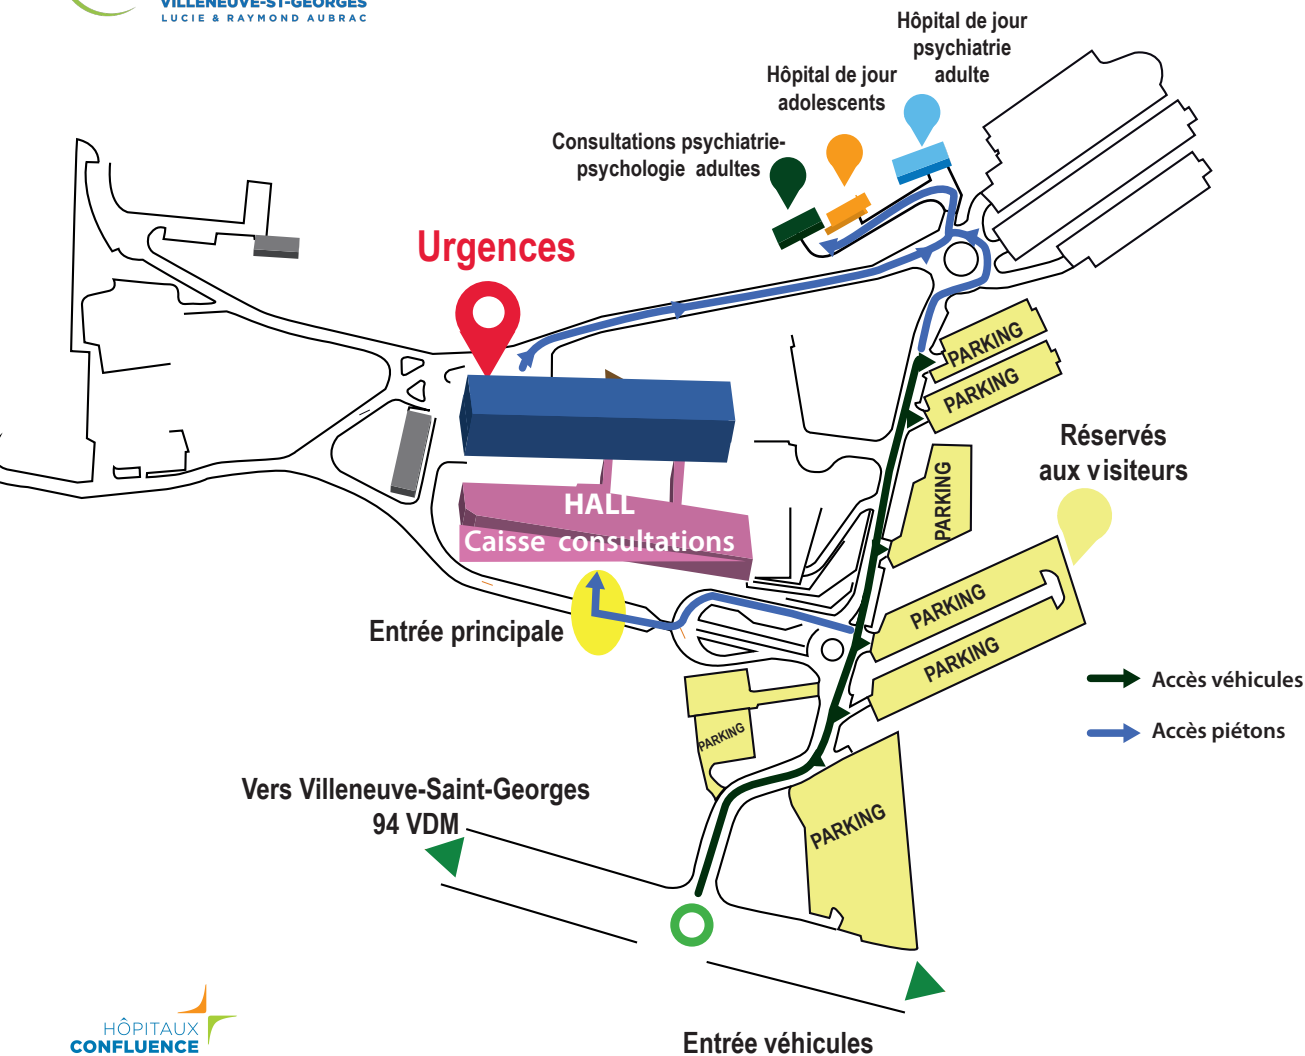 VILLENEUVE-ST-GEORGES
LUCIE & RAYMOND AUBRAC
Hôpital de jour
psychiatrie
adulte
Hôpital de jour
adolescents
Consultations psychiatrie-
psychologie adultes
Urgences
PARKING
PARKING
Réservés
aux visiteurs
PARKING
HALL
Caisse consultations
PARKING
PARKING
Entrée principale
Accès véhicules
Accès piétons
PARKING
Vers Villeneuve-Saint-Georges
94 VDM
PARKING
Entrée véhicules
HÔPITAUX
CONFLUENCE